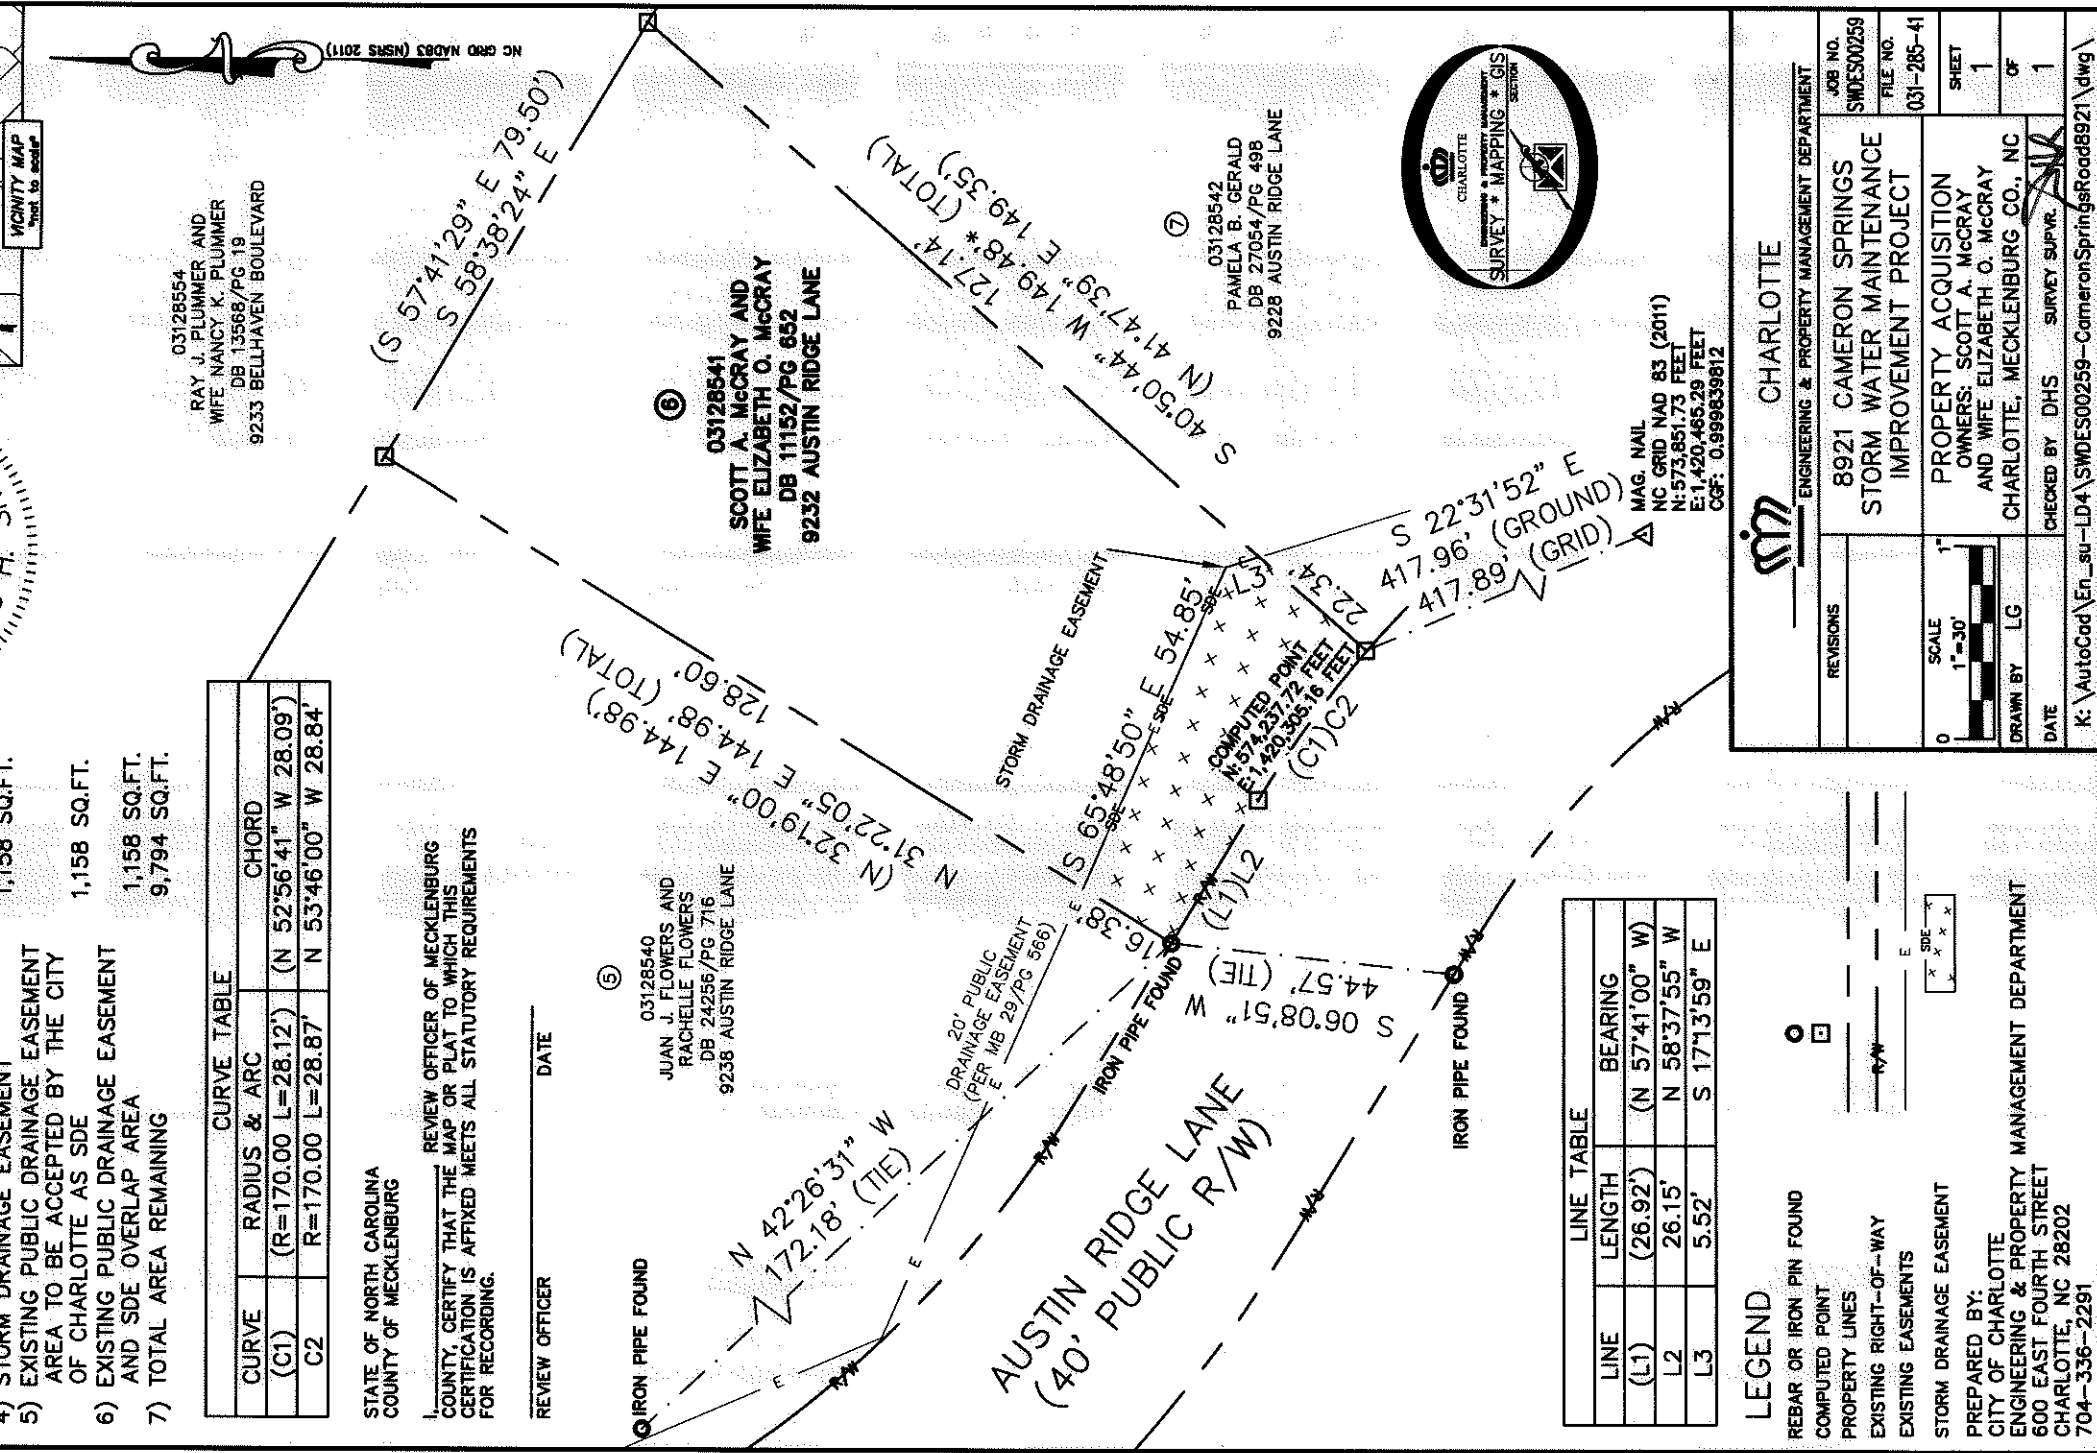 4) STORM DRAINAGE EASEMENT 1,158 SQ.FT.
5) EXISTING PUBLIC DRAINAGE EASEMENT
AREA TO BE ACCEPTED BY THE CITY
OF CHARLOTTE AS SDE 1,158 SQ.FT.
6) EXISTING PUBLIC DRAINAGE EASEMENT
AND SDE OVERLAP AREA 1,158 SQ.FT.
7) TOTAL AREA REMAINING 9,794 SQ.FT.
CURVE TABLE
CURVE RADIUS & ARC CHORD
(C1) (R=170.00 L=28.12') (N 52°56'41" W 28.09')
C2 R=170.00 L=28.87' N 53°46'00" W 28.84'
STATE OF NORTH CAROLINA
COUNTY OF MECKLENBURG
I, REVIEW OFFICER OF MECKLENBURG
COUNTY, CERTIFY THAT THE MAP OR PLAT TO WHICH THIS
CERTIFICATION IS AFFIXED MEETS ALL STATUTORY REQUIREMENTS
FOR RECORDING.
REVIEW OFFICER DATE
VICINITY MAP
*not to scale*
NC GRID NAD83 (NSRS 2011)
03128554
RAY J. PLUMMER AND
WIFE NANCY K. PLUMMER
DB 13568/PG 19
9233 BELLHAVEN BOULEVARD
(S 57°41'29" E 79.50')
S 58°38'24" E
6
03128541
SCOTT A. McCRAY AND
WIFE ELIZABETH O. McCRAY
DB 11152/PG 652
9232 AUSTIN RIDGE LANE
127.14'
S 40°50'44" W 149.48'* (TOTAL)
(N 41°47'39" E 149.35')
7
03128542
PAMELA B. GERALD
DB 27054/PG 498
9228 AUSTIN RIDGE LANE
5
03128540
JUAN J. FLOWERS AND
RACHELLE FLOWERS
DB 24256/PG 716
9238 AUSTIN RIDGE LANE
(N 32°19'00" E 144.98')
N 31°22'05" E 144.98' (TOTAL)
128.60'
16.38'
STORM DRAINAGE EASEMENT
S 65°48'50" E 54.85'
E
SDE
E
SDE
SDE
E
L3
22.34'
COMPUTED POINT
N:574,237.72 FEET
E:1,420,305.16 FEET
(C1)C2
(L1)L2
R/W
20' PUBLIC
DRAINAGE EASEMENT
(PER MB 29/PG 566)
E
E
E
E
IRON PIPE FOUND
S 06°08'51" W
44.57' (TIE)
IRON PIPE FOUND
S 22°31'52" E
417.96' (GROUND)
417.89' (GRID)
MAG. NAIL
NC GRID NAD 83 (2011)
N:573,851.73 FEET
E:1,420,465.29 FEET
CGF: 0.99983981​2
IRON PIPE FOUND
N 42°26'31" W
172.18' (TIE)
R/W
R/W
R/W
R/W
R/W
AUSTIN RIDGE LANE
(40' PUBLIC R/W)
CHARLOTTE
ENGINEERING & PROPERTY MANAGEMENT
SURVEY * MAPPING * GIS
SECTION
LINE TABLE
LINE LENGTH BEARING
(L1) (26.92') (N 57°41'00" W)
L2 26.15' N 58°37'55" W
L3 5.52' S 17°13'59" E
LEGEND
REBAR OR IRON PIN FOUND
COMPUTED POINT
PROPERTY LINES
EXISTING RIGHT-OF-WAY R/W
EXISTING EASEMENTS E
STORM DRAINAGE EASEMENT SDE
PREPARED BY:
CITY OF CHARLOTTE
ENGINEERING & PROPERTY MANAGEMENT DEPARTMENT
600 EAST FOURTH STREET
CHARLOTTE, NC 28202
704-336-2291
CHARLOTTE
ENGINEERING & PROPERTY MANAGEMENT DEPARTMENT
REVISIONS
8921 CAMERON SPRINGS
STORM WATER MAINTENANCE
IMPROVEMENT PROJECT
JOB NO.
SWDES00259
FILE NO.
031-285-41
SCALE
1"=30'
0 1"
PROPERTY ACQUISITION
OWNERS: SCOTT A. McCRAY
AND WIFE ELIZABETH O. McCRAY
CHARLOTTE, MECKLENBURG CO., NC
SHEET
1
OF
1
DRAWN BY LG
DATE CHECKED BY DHS SURVEY SUPVR.
K:\AutoCad\En_su-LD4\SWDES00259-CameronSpringsRoad8921\dwg\